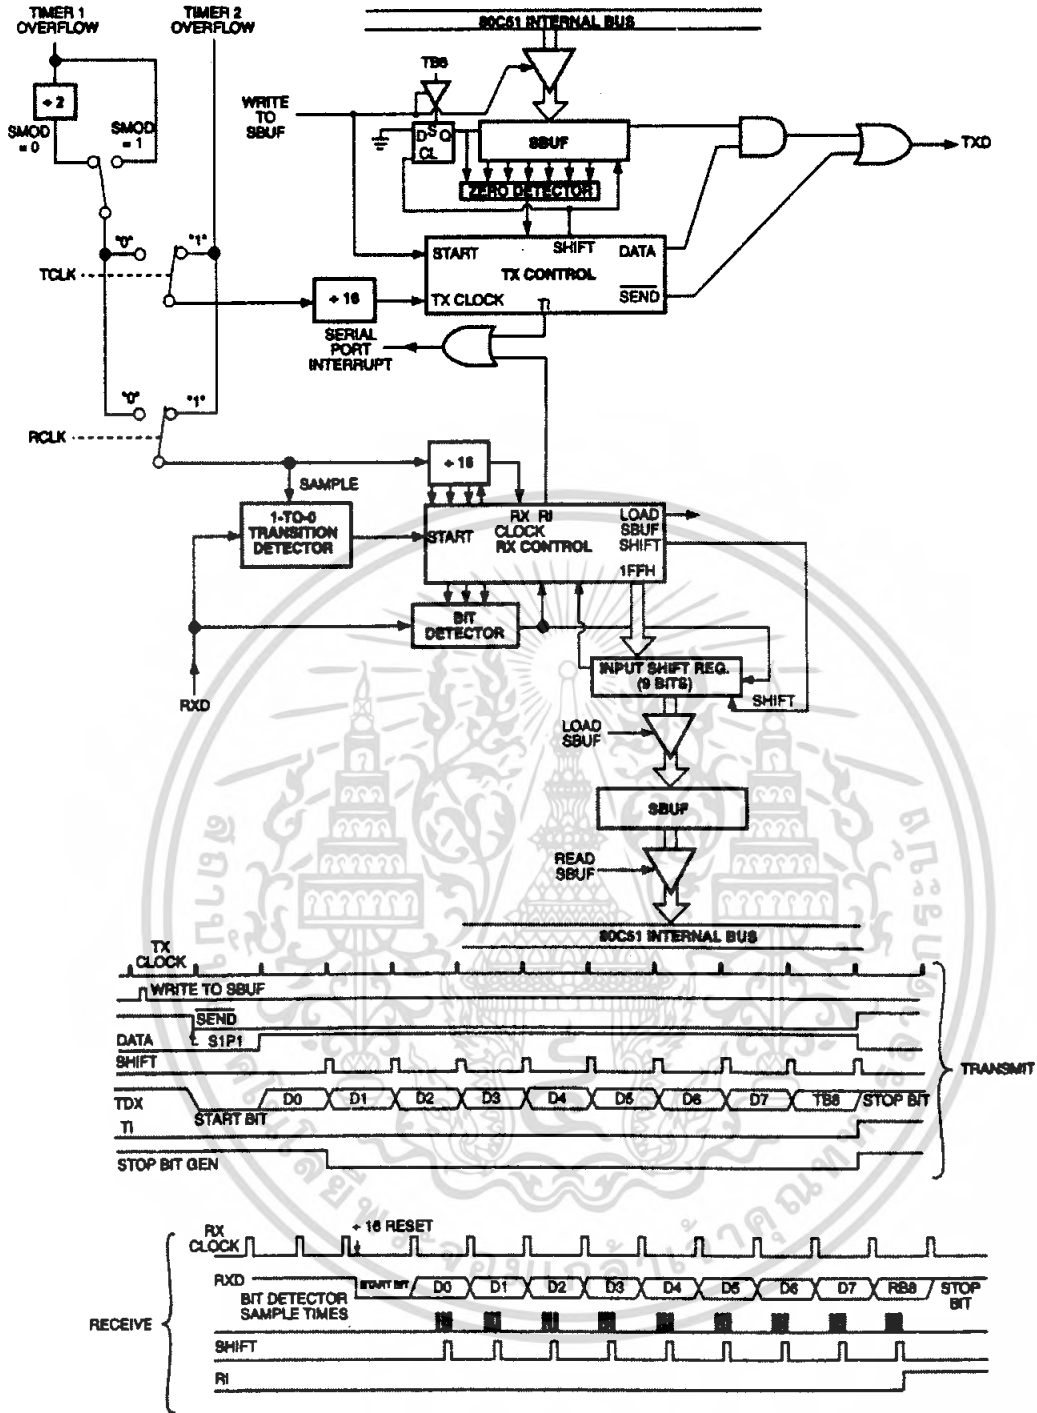 TIMER 1
OVERFLOW
TIMER 2
OVERFLOW
80C51 INTERNAL BUS
TB8
÷ 2
WRITE
TO
SBUF
SMOD
= 0
SMOD
= 1
D S Q
CL
SBUF
TXD
ZERO DETECTOR
"0"
"1"
START
SHIFT
DATA
TX CONTROL
TCLK
÷ 16
TX CLOCK
TI
SEND
SERIAL
PORT
INTERRUPT
"0"
"1"
RCLK
÷ 16
SAMPLE
1-TO-0
TRANSITION
DETECTOR
START
RX CLOCK
RI
RX CONTROL
LOAD
SBUF
SHIFT
1FFH
BIT
DETECTOR
INPUT SHIFT REG.
(9 BITS)
RXD
SHIFT
LOAD
SBUF
SBUF
READ
SBUF
80C51 INTERNAL BUS
TX
CLOCK
WRITE TO SBUF
SEND
DATA
S1P1
SHIFT
TRANSMIT
TDX
START BIT
D0
D1
D2
D3
D4
D5
D6
D7
TB8
STOP BIT
TI
STOP BIT GEN
÷ 16 RESET
RX
CLOCK
RXD
START BIT
D0
D1
D2
D3
D4
D5
D6
D7
RB8
STOP
BIT
BIT DETECTOR
SAMPLE TIMES
RECEIVE
SHIFT
RI